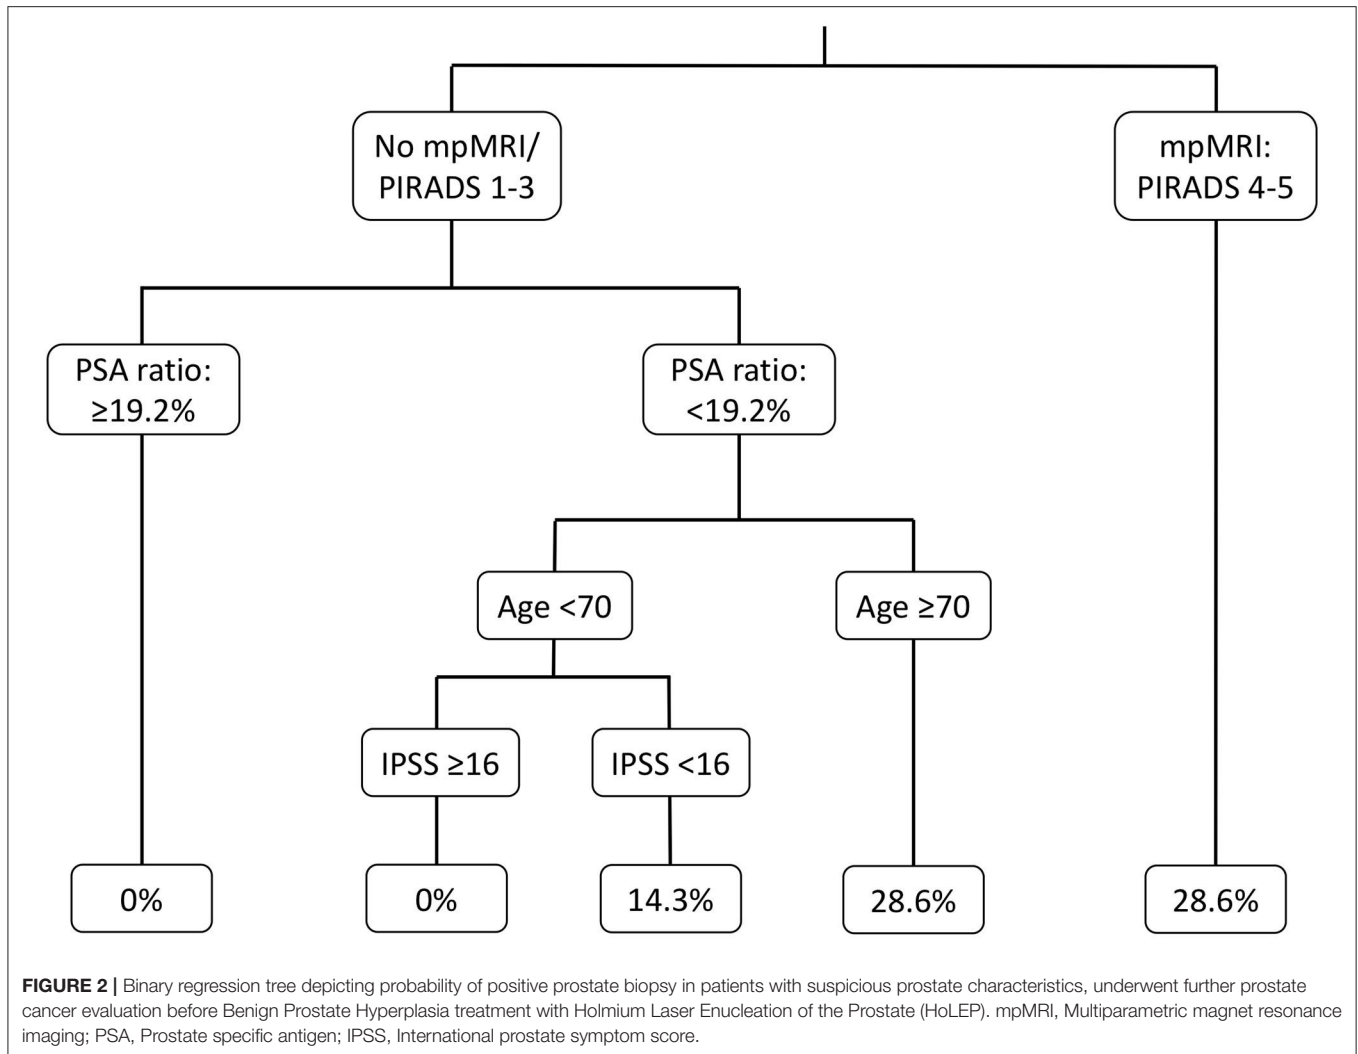 No mpMRI/
PIRADS 1-3
mpMRI:
PIRADS 4-5
PSA ratio:
≥19.2%
PSA ratio:
<19.2%
Age <70
Age ≥70
IPSS ≥16
IPSS <16
0%
0%
14.3%
28.6%
28.6%
FIGURE 2 | Binary regression tree depicting probability of positive prostate biopsy in patients with suspicious prostate characteristics, underwent further prostate
cancer evaluation before Benign Prostate Hyperplasia treatment with Holmium Laser Enucleation of the Prostate (HoLEP). mpMRI, Multiparametric magnet resonance
imaging; PSA, Prostate specific antigen; IPSS, International prostate symptom score.